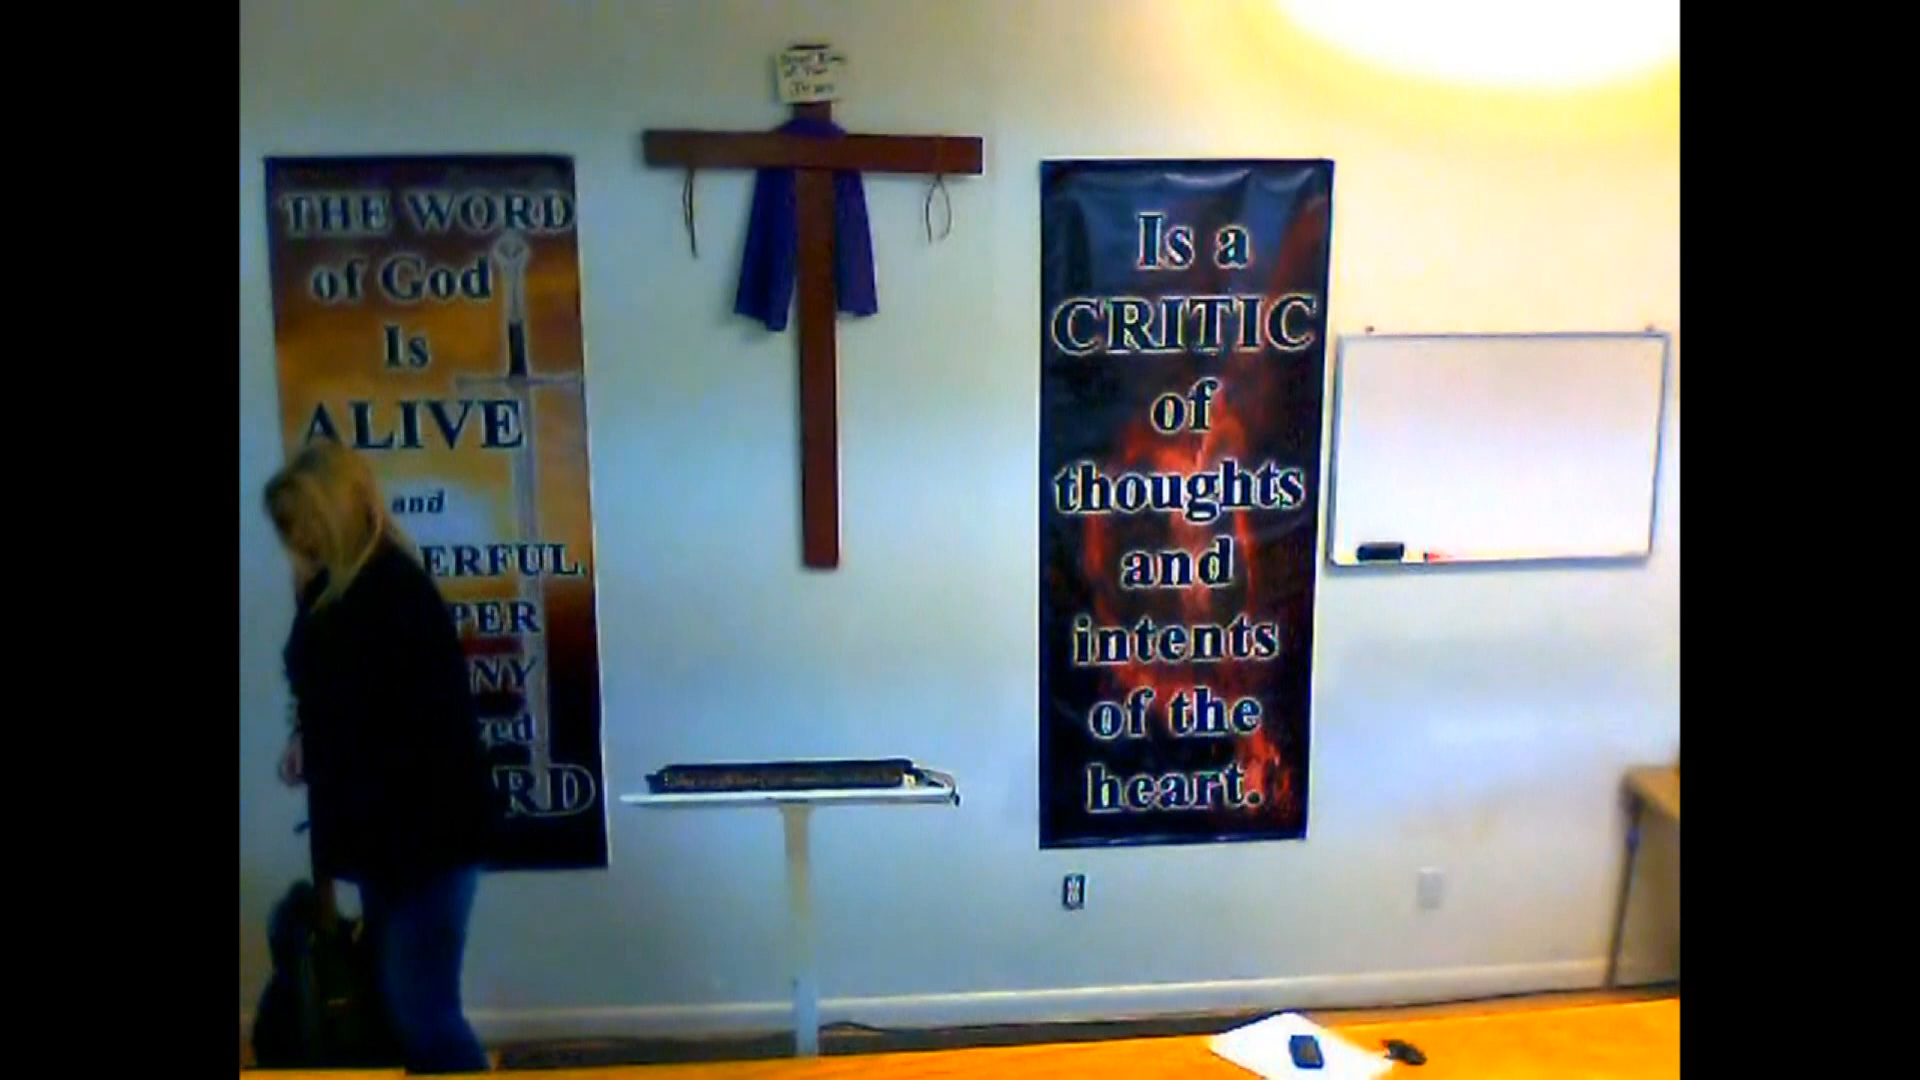 THE WORD
of God
Is
ALIVE
and
ERFUL.
PER
NY
ged
RD
Is a
CRITIC
of
thoughts
and
intents
of the
heart.